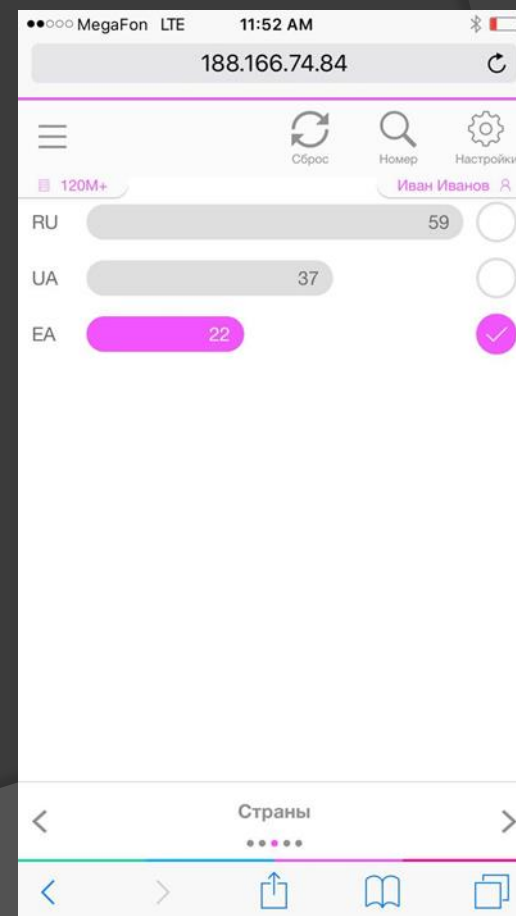 MegaFon LTE 11:52 AM
188.166.74.84
Сброс Номер Настройки
120M+ Иван Иванов
RU 59
UA 37
EA 22
Страны